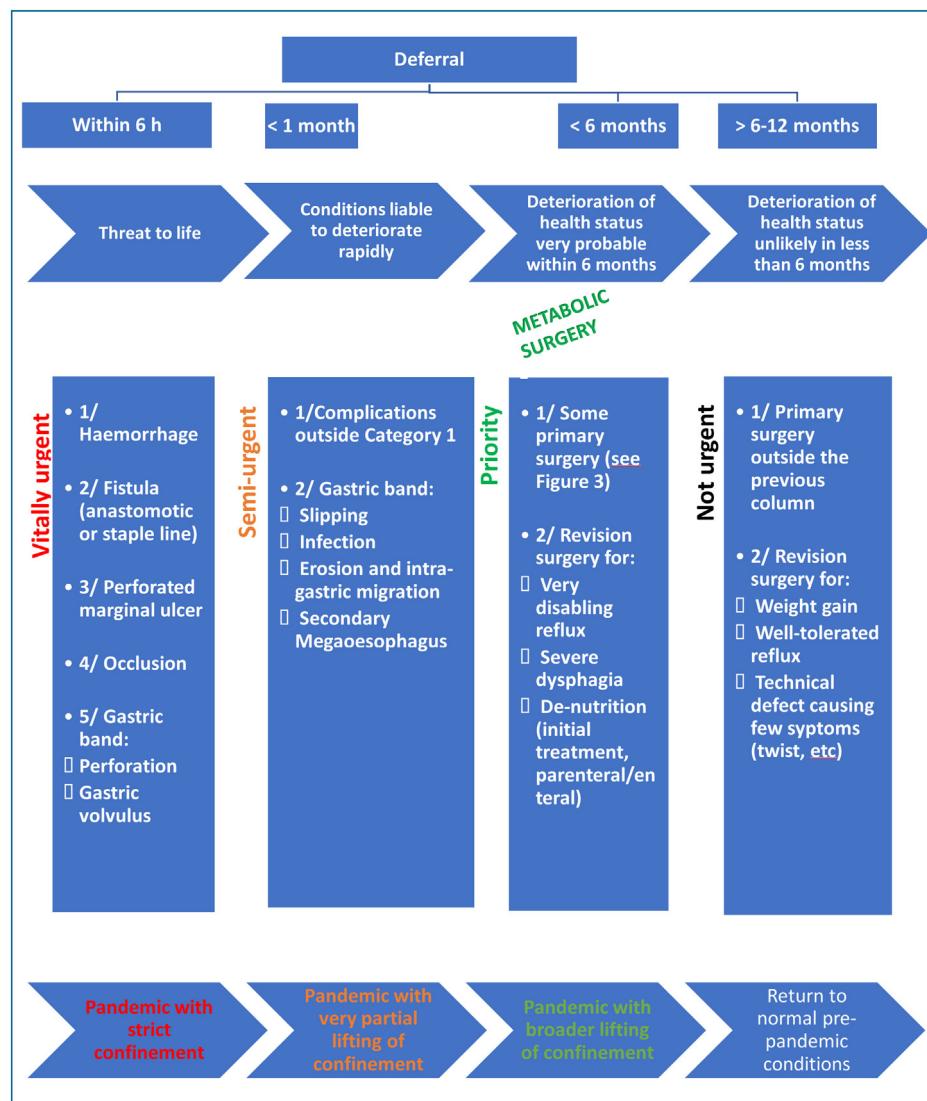 Deferral
Within 6 h
< 1 month
< 6 months
> 6-12 months
Threat to life
Conditions liable
to deteriorate
rapidly
Deterioration of
health status
very probable
within 6 months
Deterioration of
health status
unlikely in less
than 6 months
METABOLIC
SURGERY
Vitally urgent
• 1/
Haemorrhage
• 2/ Fistula
(anastomotic
or staple line)
• 3/ Perforated
marginal ulcer
• 4/ Occlusion
• 5/ Gastric
band:
▯ Perforation
▯ Gastric
volvulus
Semi-urgent
• 1/Complications
outside Category 1
• 2/ Gastric band:
▯ Slipping
▯ Infection
▯ Erosion and intra-
gastric migration
▯ Secondary
Megaoesophagus
Priority
• 1/ Some
primary
surgery (see
Figure 3)
• 2/ Revision
surgery for:
▯ Very
disabling
reflux
▯ Severe
dysphagia
▯ De-nutrition
(initial
treatment,
parenteral/en
teral)
Not urgent
• 1/ Primary
surgery
outside the
previous
column
• 2/ Revision
surgery for:
▯ Weight gain
▯ Well-tolerated
reflux
▯ Technical
defect causing
few syptoms
(twist, etc)
Pandemic with
strict
confinement
Pandemic with
very partial
lifting of
confinement
Pandemic with
broader lifting
of confinement
Return to
normal pre-
pandemic
conditions